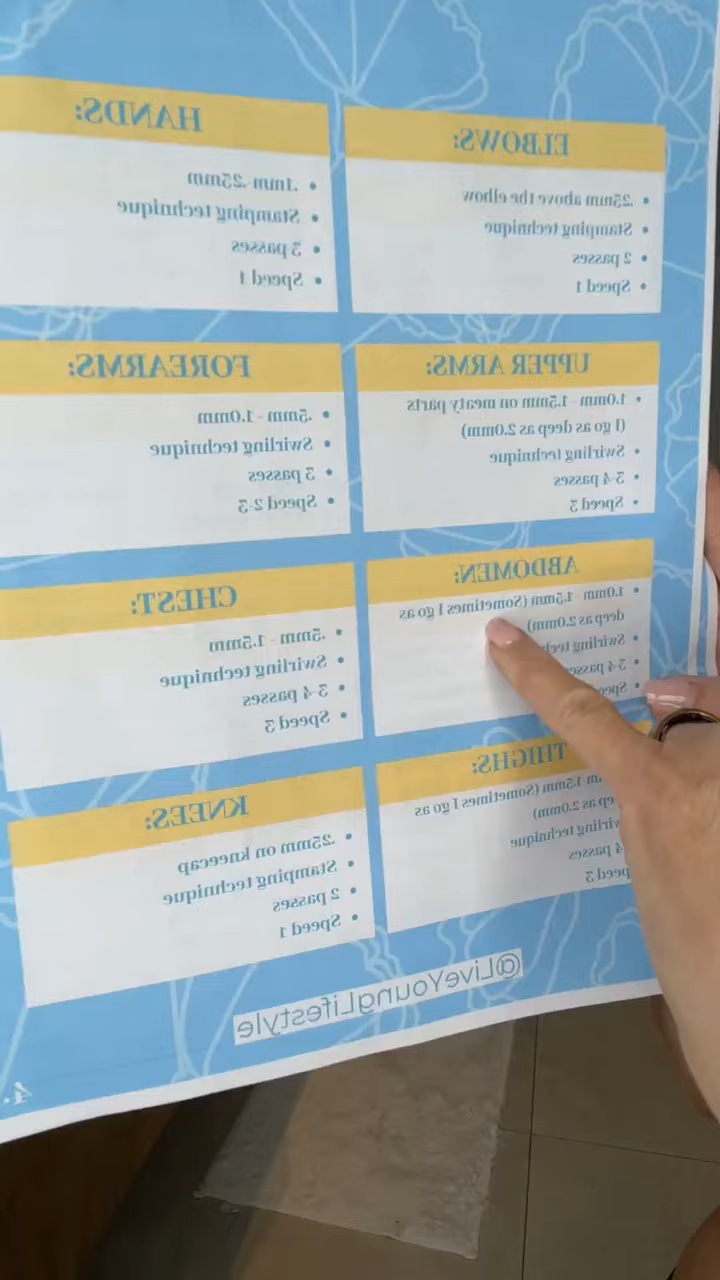 ELBOWS:
.25mm above the elbow
Stamping technique
2 passes
Speed 1
HANDS:
.1mm-.25mm
Stamping technique
3 passes
Speed 1
UPPER ARMS:
1.0mm - 1.5mm on meaty parts
(I go as deep as 2.0mm)
Swirling technique
3-4 passes
Speed 3
FOREARMS:
.5mm - 1.0mm
Swirling technique
3 passes
Speed 2-3
ABDOMEN:
1.0mm - 1.5mm (Sometimes I go as
deep as 2.0mm)
Swirling
3-4 passes
CHEST:
.5mm - 1.5mm
Swirling technique
3-4 passes
Speed 3
THIGHS:
1.5mm (Sometimes I go as
as 2.0mm)
technique
4 passes
3
KNEES:
.25mm on kneecap
Stamping technique
2 passes
Speed 1
@LiveYoungLifestyle
4.